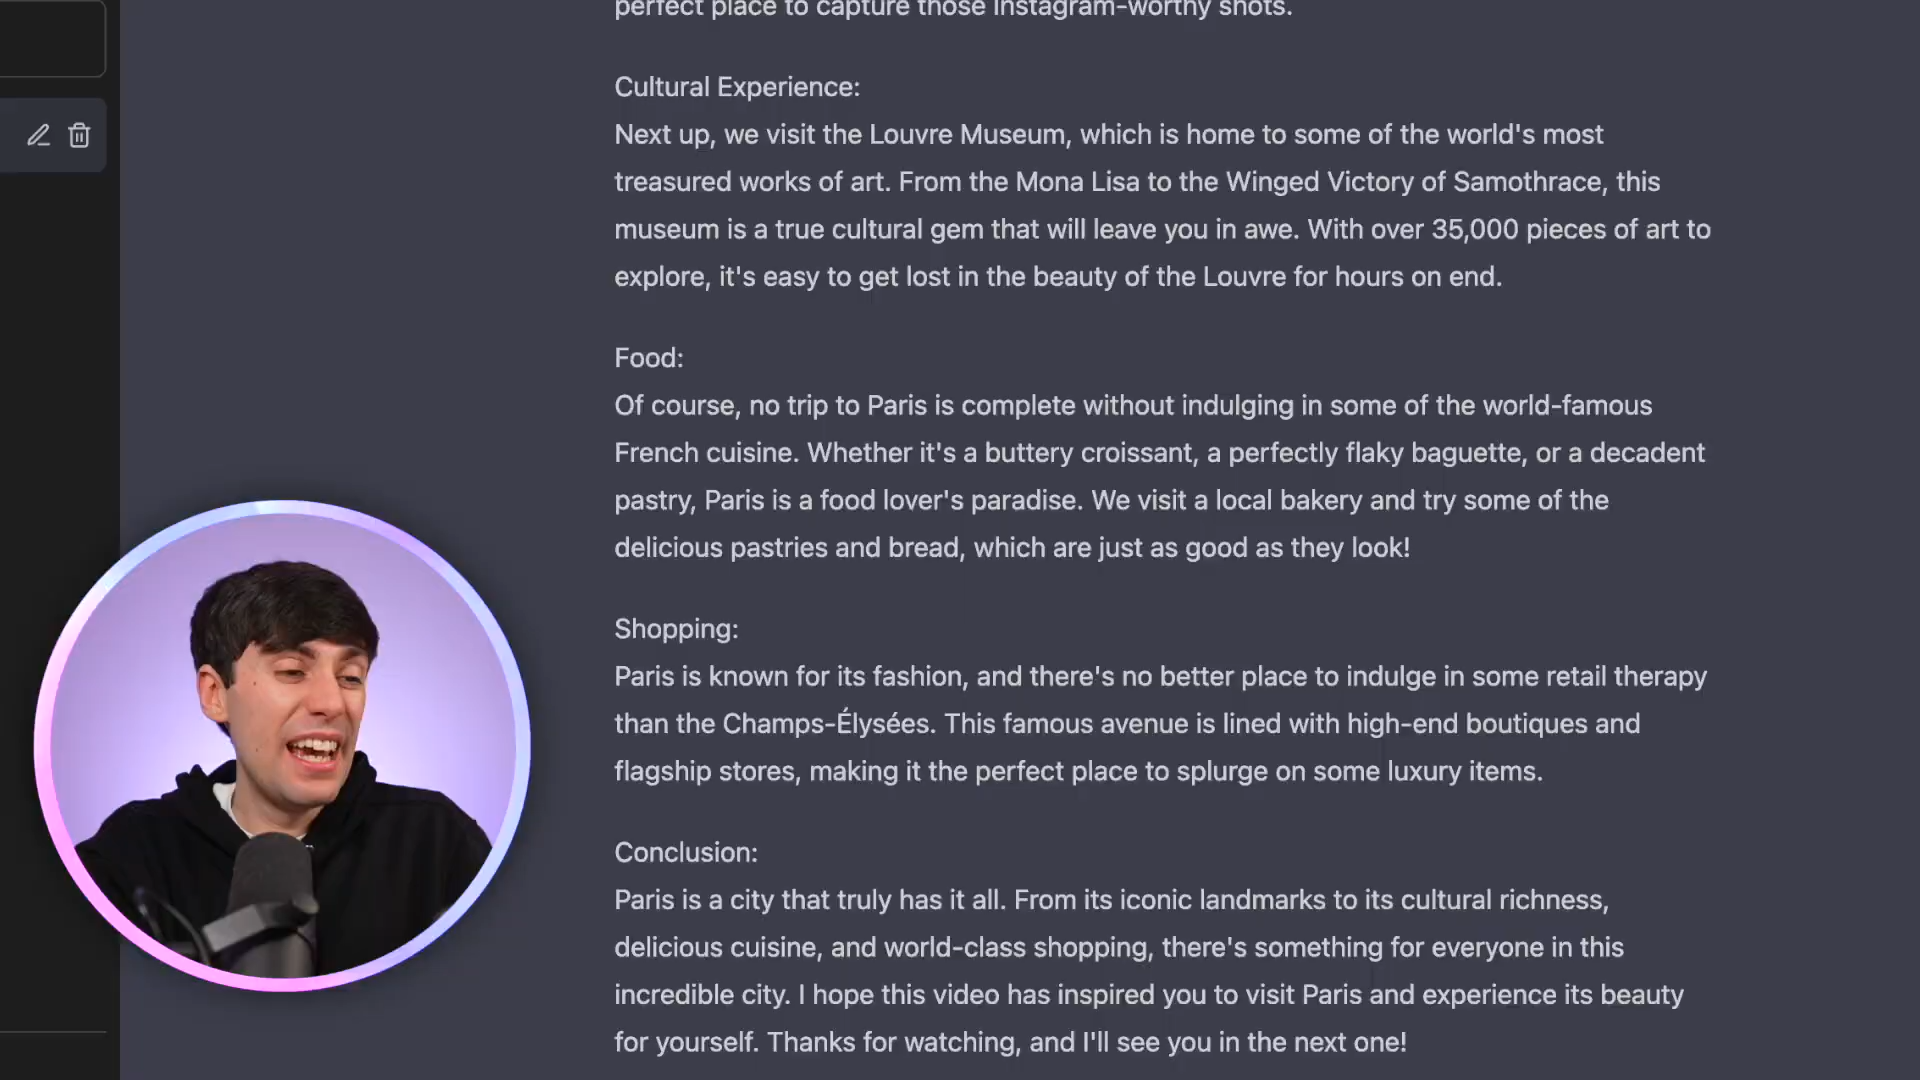 perfect place to capture those Instagram-worthy shots.
Cultural Experience:
Next up, we visit the Louvre Museum, which is home to some of the world's most
treasured works of art. From the Mona Lisa to the Winged Victory of Samothrace, this
museum is a true cultural gem that will leave you in awe. With over 35,000 pieces of art to
explore, it's easy to get lost in the beauty of the Louvre for hours on end.
Food:
Of course, no trip to Paris is complete without indulging in some of the world-famous
French cuisine. Whether it's a buttery croissant, a perfectly flaky baguette, or a decadent
pastry, Paris is a food lover's paradise. We visit a local bakery and try some of the
delicious pastries and bread, which are just as good as they look!
Shopping:
Paris is known for its fashion, and there's no better place to indulge in some retail therapy
than the Champs-Élysées. This famous avenue is lined with high-end boutiques and
flagship stores, making it the perfect place to splurge on some luxury items.
Conclusion:
Paris is a city that truly has it all. From its iconic landmarks to its cultural richness,
delicious cuisine, and world-class shopping, there's something for everyone in this
incredible city. I hope this video has inspired you to visit Paris and experience its beauty
for yourself. Thanks for watching, and I'll see you in the next one!